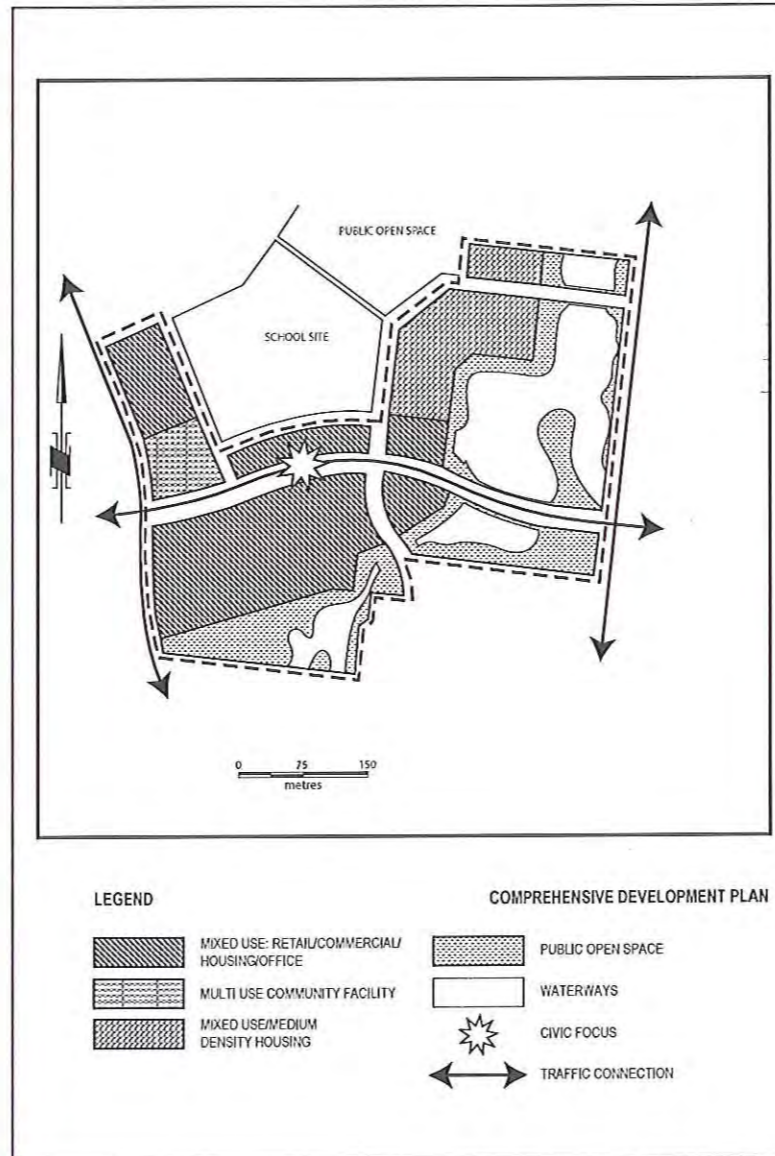 PUBLIC OPEN SPACE
SCHOOL SITE
0 75 150
metres
LEGEND
COMPREHENSIVE DEVELOPMENT PLAN
MIXED USE: RETAIL/COMMERCIAL/
HOUSING/OFFICE
MULTI USE COMMUNITY FACILITY
MIXED USE/MEDIUM
DENSITY HOUSING
PUBLIC OPEN SPACE
WATERWAYS
CIVIC FOCUS
TRAFFIC CONNECTION